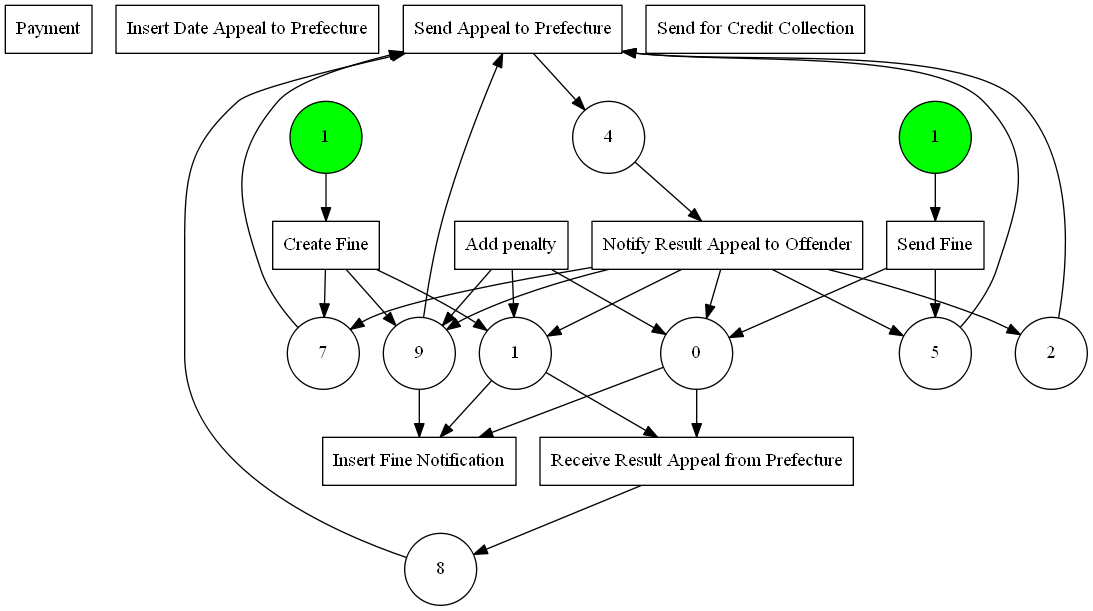 Payment
Insert Date Appeal to Prefecture
Send Appeal to Prefecture
Send for Credit Collection
1
4
1
Create Fine
Add penalty
Notify Result Appeal to Offender
Send Fine
7
9
1
0
5
2
Insert Fine Notification
Receive Result Appeal from Prefecture
8